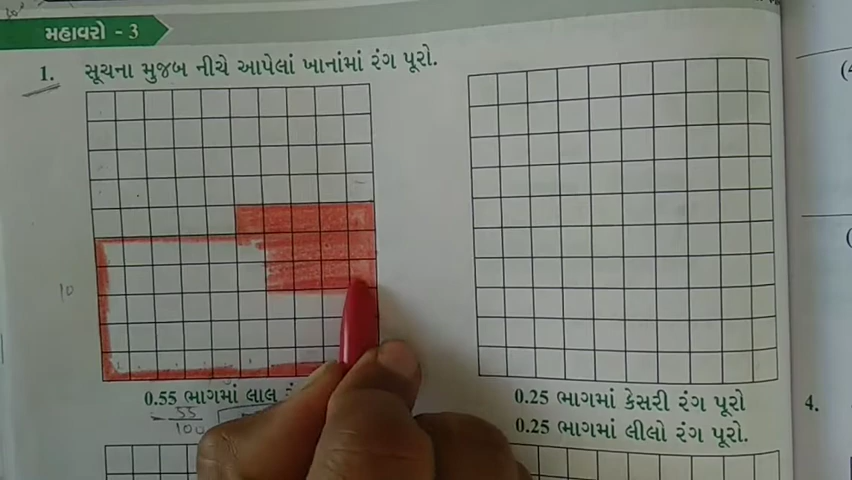 મહાવરો - 3
1. સૂચના મુજબ નીચે આપેલાં ખાનાંમાં રંગ પૂરો.
10
0.55 ભાગમાં લાલ
55
100
0.25 ભાગમાં કેસરી રંગ પૂરો
0.25 ભાગમાં લીલો રંગ પૂરો.
4.